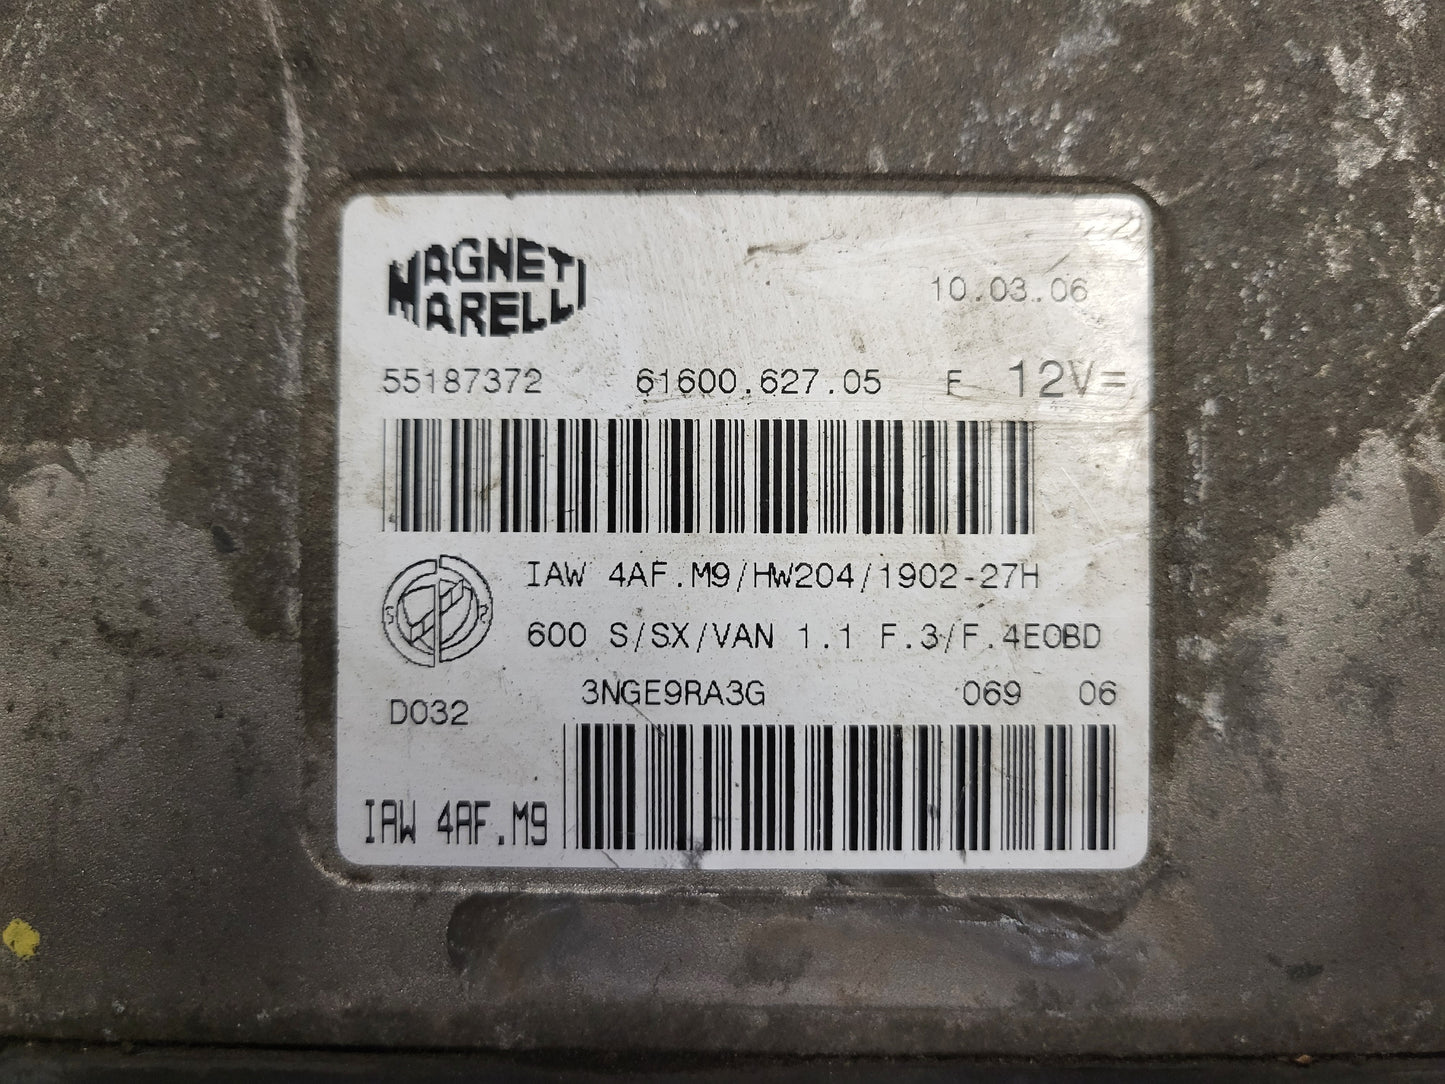 MAGNETI
MARELLI
10.03.06
55187372 61600.627.05 F 12V=
IAW 4AF.M9/HW204/1902-27H
600 S/SX/VAN 1.1 F.3/F.4EOBD
3NGE9RA3G 069 06
D032
IAW 4AF.M9